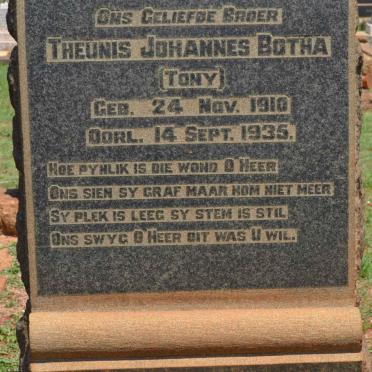 ONS GELIEFDE BROER
THEUNIS JOHANNES BOTHA
(TONY)
GEB. 24 NOV. 1910
OORL. 14 SEPT. 1935.
HOE PYNLIK IS DIE WOND O HEER
ONS SIEN SY GRAF MAAR HOM NIET MEER
SY PLEK IS LEEG SY STEM IS STIL
ONS SWYG O HEER DIT WAS U WIL.